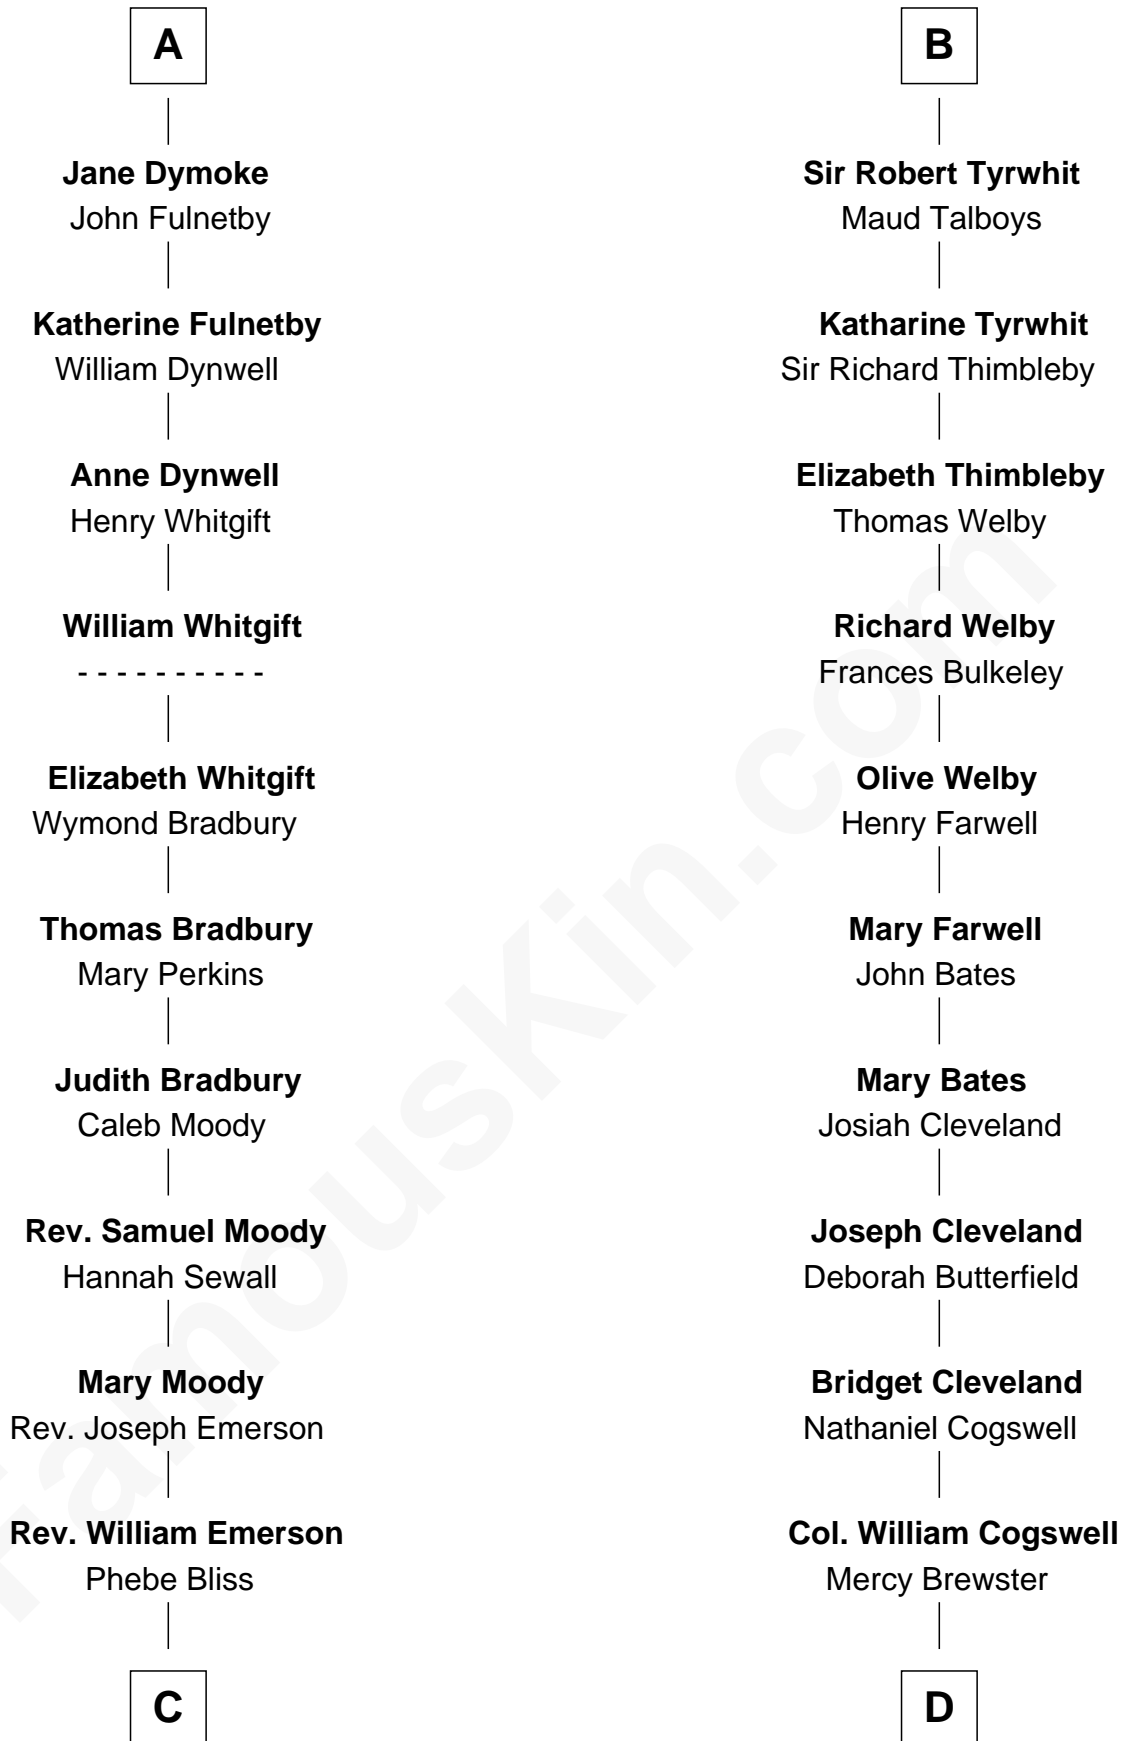 A
Jane Dymoke
John Fulnetby
Katherine Fulnetby
William Dynwell
Anne Dynwell
Henry Whitgift
William Whitgift
- - - - - - - - - -
Elizabeth Whitgift
Wymond Bradbury
Thomas Bradbury
Mary Perkins
Judith Bradbury
Caleb Moody
Rev. Samuel Moody
Hannah Sewall
Mary Moody
Rev. Joseph Emerson
Rev. William Emerson
Phebe Bliss
C
B
Sir Robert Tyrwhit
Maud Talboys
Katharine Tyrwhit
Sir Richard Thimbleby
Elizabeth Thimbleby
Thomas Welby
Richard Welby
Frances Bulkeley
Olive Welby
Henry Farwell
Mary Farwell
John Bates
Mary Bates
Josiah Cleveland
Joseph Cleveland
Deborah Butterfield
Bridget Cleveland
Nathaniel Cogswell
Col. William Cogswell
Mercy Brewster
D
FamousKin.com